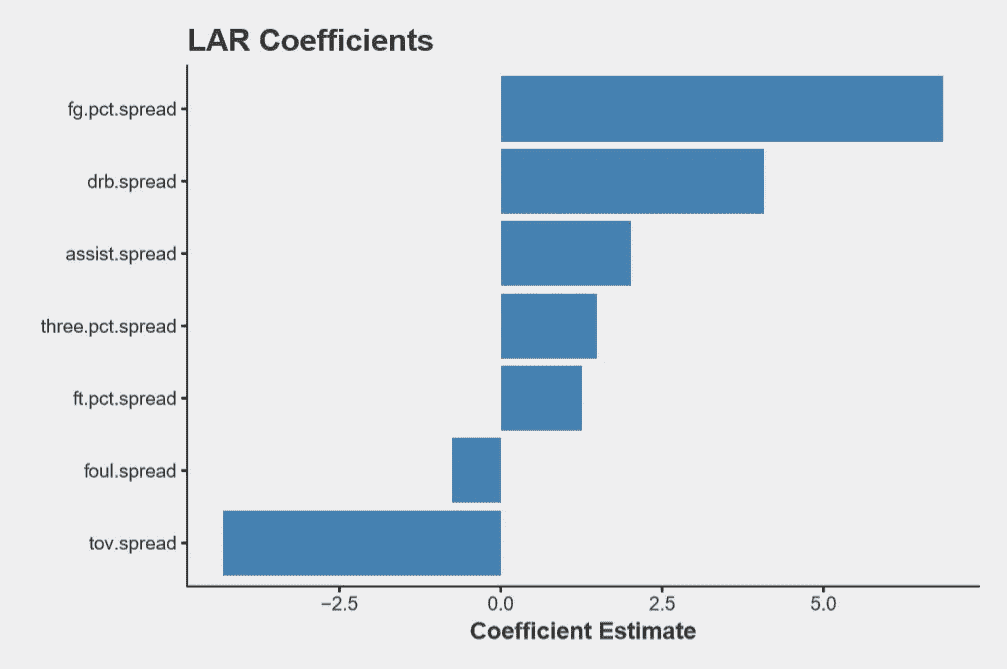 LAR Coefficients
fg.pct.spread
drb.spread
assist.spread
three.pct.spread
ft.pct.spread
foul.spread
tov.spread
−2.5 0.0 2.5 5.0
Coefficient Estimate